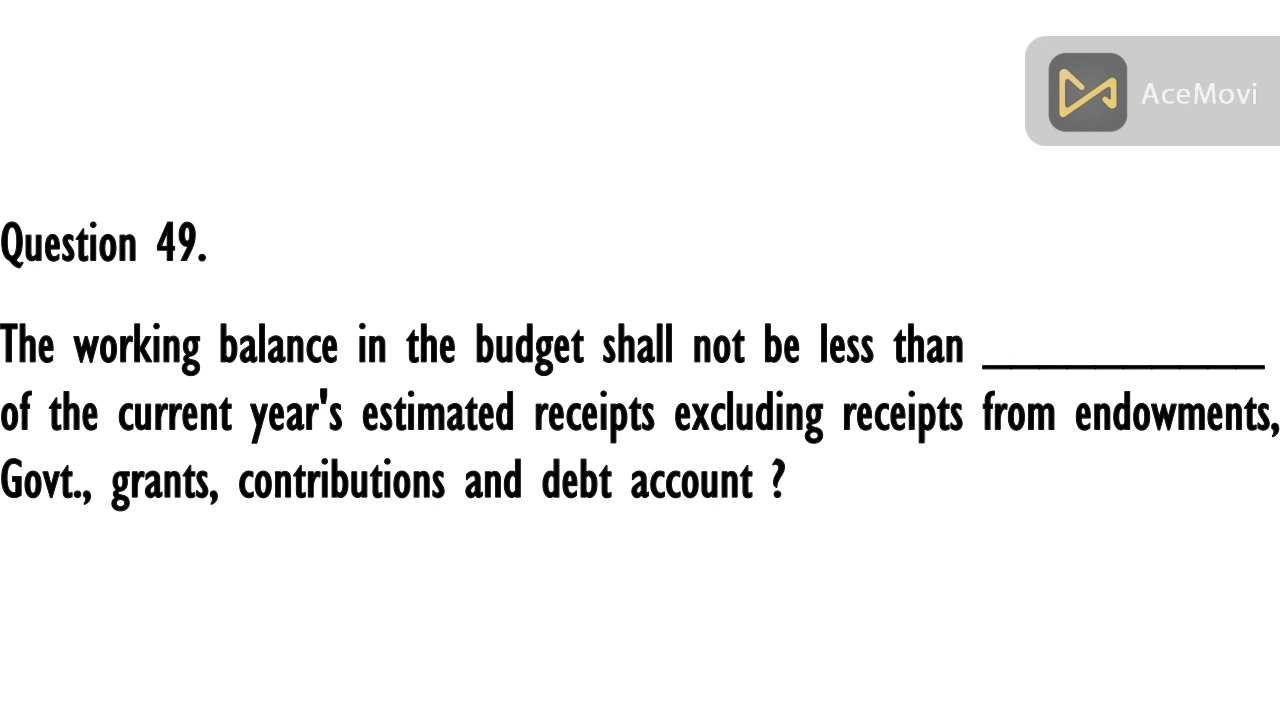 AceMovi
Question 49.
The working balance in the budget shall not be less than __________
of the current year's estimated receipts excluding receipts from endowments,
Govt., grants, contributions and debt account ?